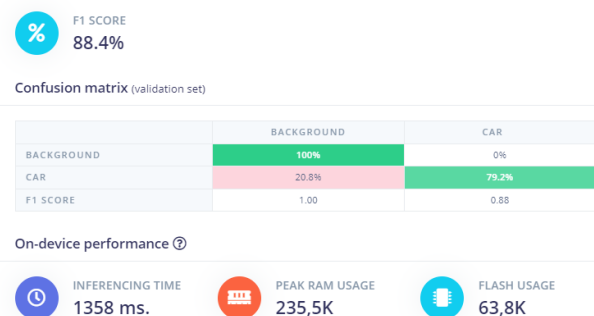 %
F1 SCORE
88.4%
Confusion matrix (validation set)
BACKGROUND CAR
BACKGROUND 100% 0%
CAR 20.8% 79.2%
F1 SCORE 1.00 0.88
On-device performance ?
INFERENCING TIME PEAK RAM USAGE FLASH USAGE
1358 ms. 235,5K 63,8K